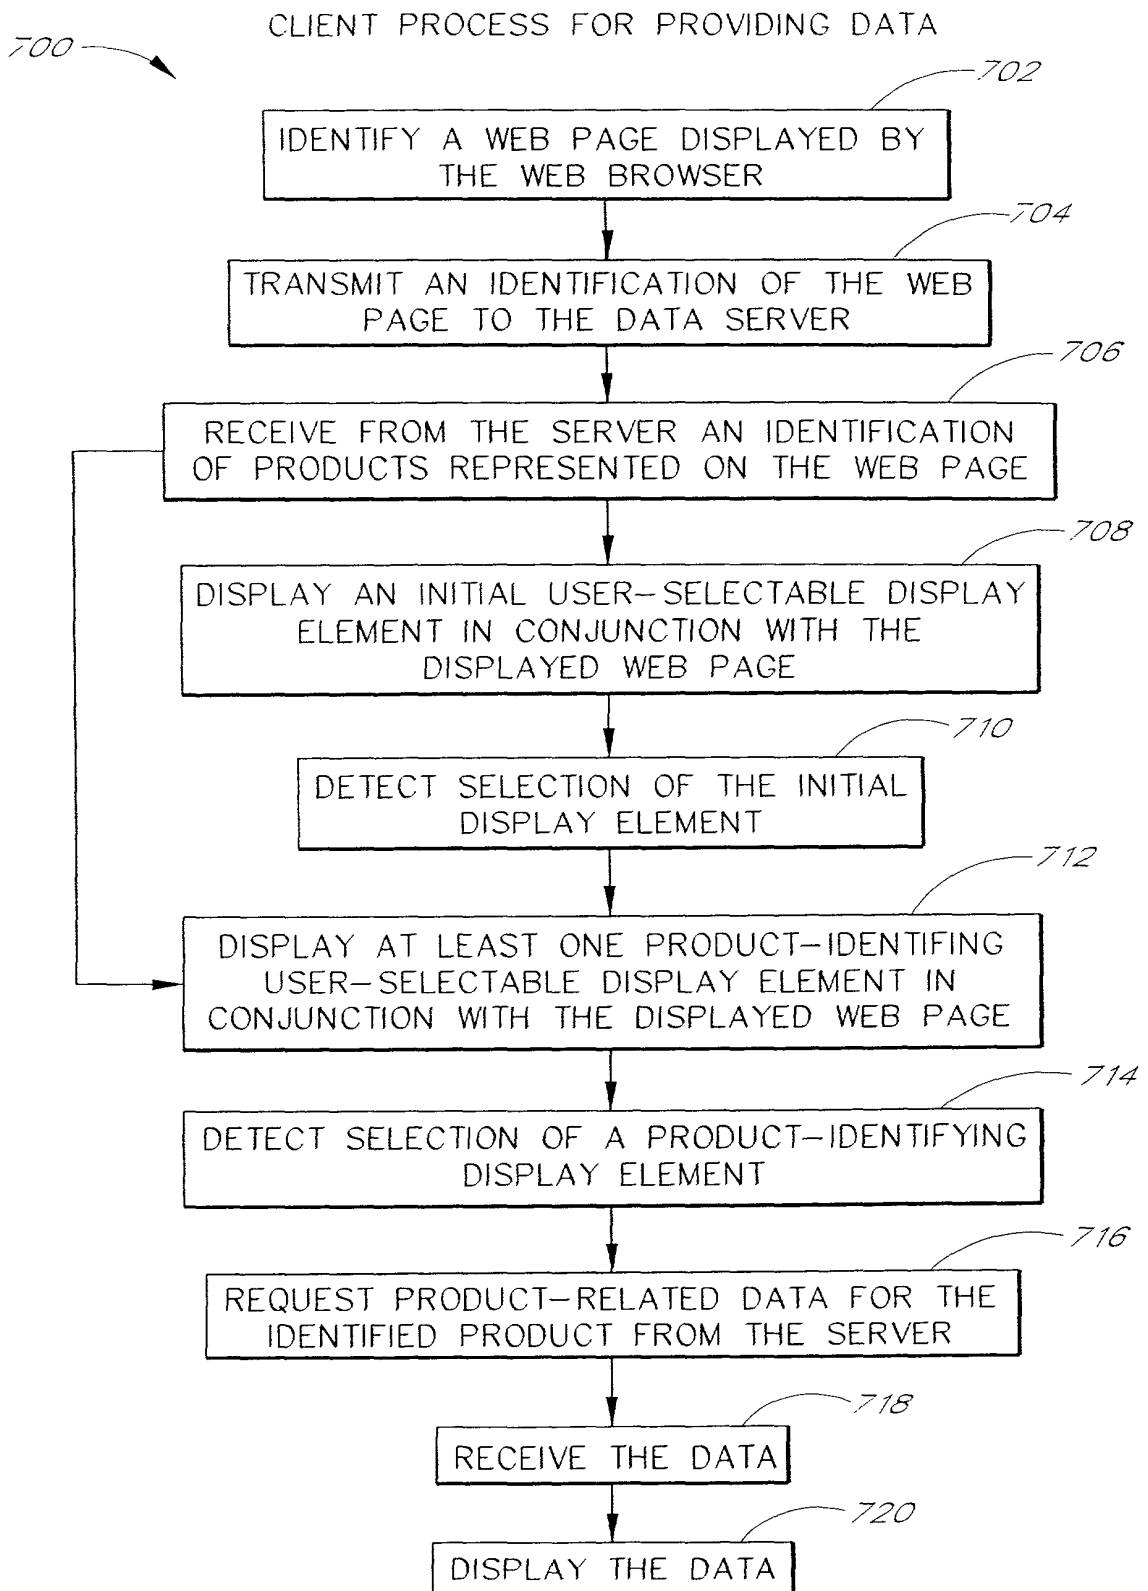 CLIENT PROCESS FOR PROVIDING DATA
700
702
IDENTIFY A WEB PAGE DISPLAYED BY
THE WEB BROWSER
704
TRANSMIT AN IDENTIFICATION OF THE WEB
PAGE TO THE DATA SERVER
706
RECEIVE FROM THE SERVER AN IDENTIFICATION
OF PRODUCTS REPRESENTED ON THE WEB PAGE
708
DISPLAY AN INITIAL USER-SELECTABLE DISPLAY
ELEMENT IN CONJUNCTION WITH THE
DISPLAYED WEB PAGE
710
DETECT SELECTION OF THE INITIAL
DISPLAY ELEMENT
712
DISPLAY AT LEAST ONE PRODUCT-IDENTIFING
USER-SELECTABLE DISPLAY ELEMENT IN
CONJUNCTION WITH THE DISPLAYED WEB PAGE
714
DETECT SELECTION OF A PRODUCT-IDENTIFYING
DISPLAY ELEMENT
716
REQUEST PRODUCT-RELATED DATA FOR THE
IDENTIFIED PRODUCT FROM THE SERVER
718
RECEIVE THE DATA
720
DISPLAY THE DATA